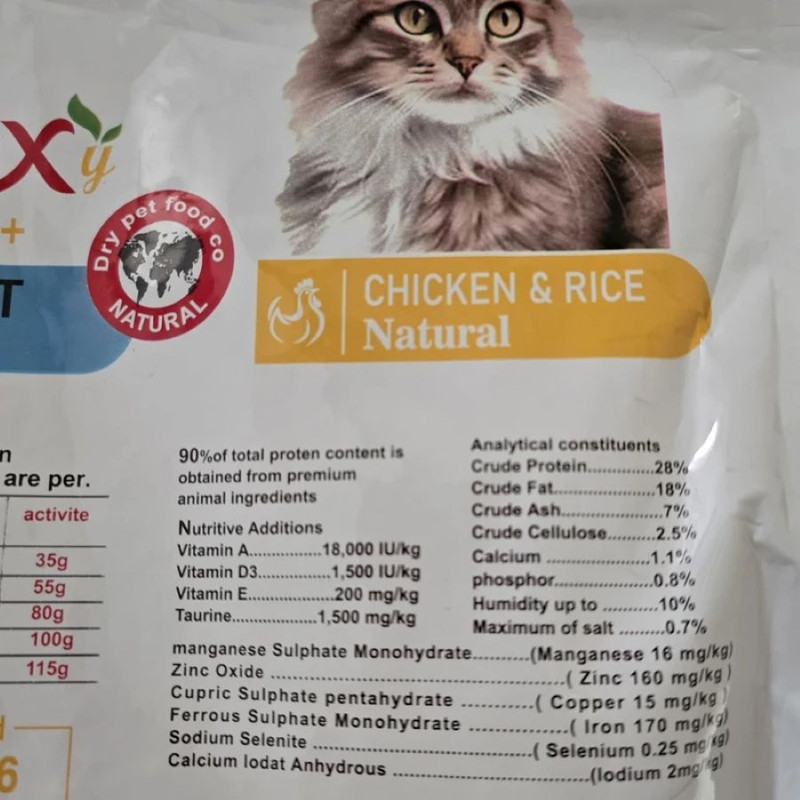 xy
+
T
Dry pet food co
NATURAL
CHICKEN & RICE
Natural
n
are per.
activite
35g
55g
80g
100g
115g
6
90%of total proten content is
obtained from premium
animal ingredients
Nutritive Additions
Vitamin A................18,000 IU/kg
Vitamin D3................1,500 IU/kg
Vitamin E................200 mg/kg
Taurine...................1,500 mg/kg
Analytical constituents
Crude Protein.............28%
Crude Fat....................18%
Crude Ash....................7%
Crude Cellulose.........2.5%
Calcium ....................1.1%
phosphor...................0.8%
Humidity up to ...........10%
Maximum of salt .........0.7%
manganese Sulphate Monohydrate..........(Manganese 16 mg/kg)
Zinc Oxide ....................................................( Zinc 160 mg/kg )
Cupric Sulphate pentahydrate .............( Copper 15 mg/kg )
Ferrous Sulphate Monohydrate .................( Iron 170 mg/kg)
Sodium Selenite ......................................( Selenium 0.25 mg/kg)
Calcium Iodat Anhydrous ..................................(Iodium 2mg/kg)